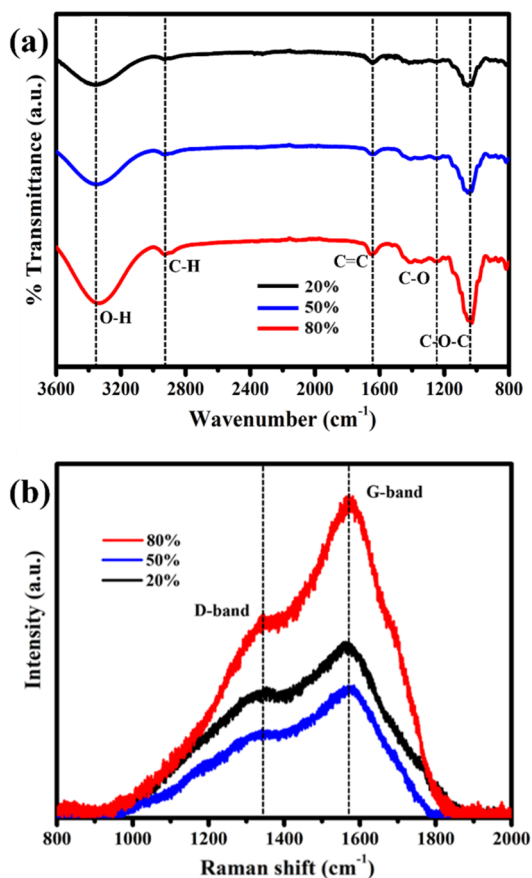 (a)
% Transmittance (a.u.)
O-H
C-H
C=C
C-O
C-O-C
20%
50%
80%
3600 3200 2800 2400 2000 1600 1200 800
Wavenumber (cm-1)
(b)
Intensity (a.u.)
G-band
D-band
80%
50%
20%
800 1000 1200 1400 1600 1800 2000
Raman shift (cm-1)